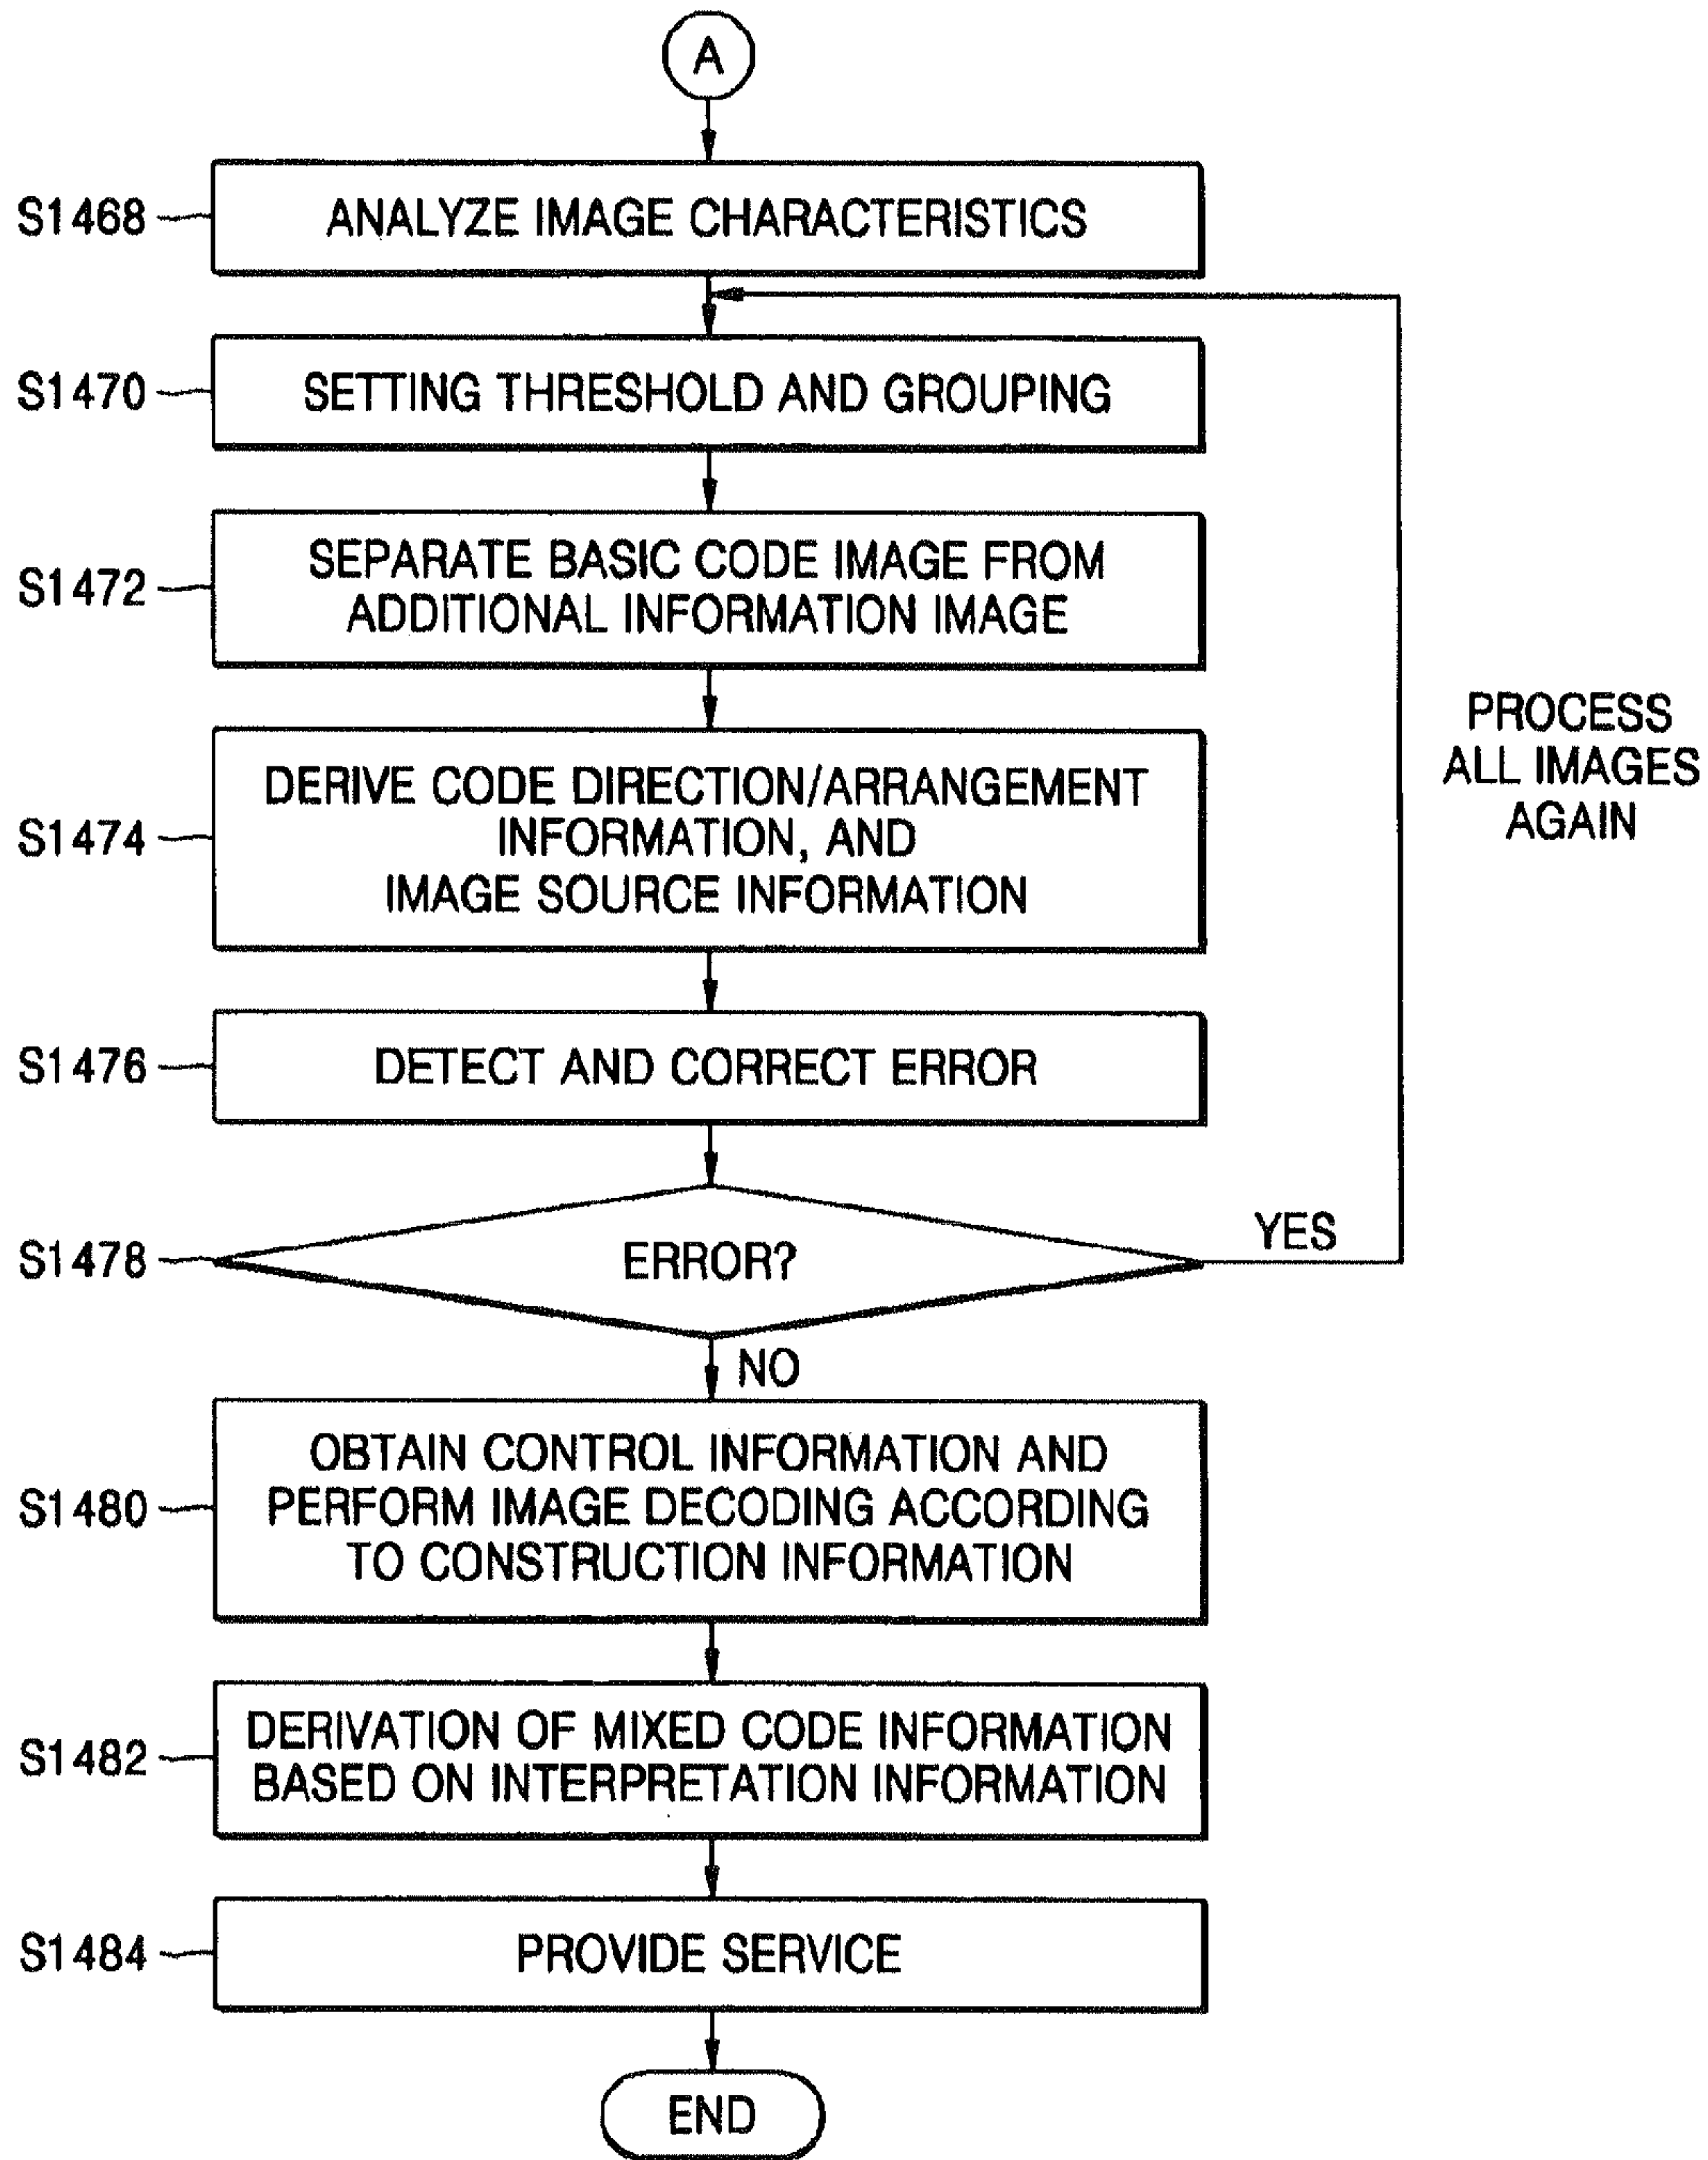 A
S1468
ANALYZE IMAGE CHARACTERISTICS
S1470
SETTING THRESHOLD AND GROUPING
S1472
SEPARATE BASIC CODE IMAGE FROM
ADDITIONAL INFORMATION IMAGE
PROCESS
ALL IMAGES
AGAIN
S1474
DERIVE CODE DIRECTION/ARRANGEMENT
INFORMATION, AND
IMAGE SOURCE INFORMATION
S1476
DETECT AND CORRECT ERROR
S1478
ERROR?
YES
NO
S1480
OBTAIN CONTROL INFORMATION AND
PERFORM IMAGE DECODING ACCORDING
TO CONSTRUCTION INFORMATION
S1482
DERIVATION OF MIXED CODE INFORMATION
BASED ON INTERPRETATION INFORMATION
S1484
PROVIDE SERVICE
END